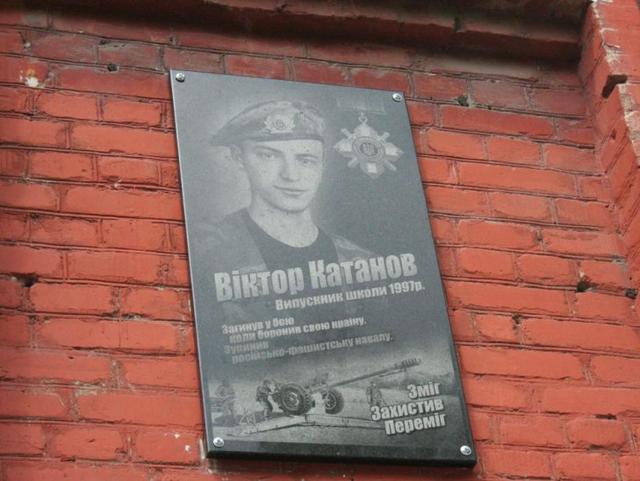 Віктор Катанов
Випускник школи 1997р.
Загинув у бою
коли боронив свою країну.
Зупинив
російсько-фашистську навалу.
Зміг
Захистив
Переміг